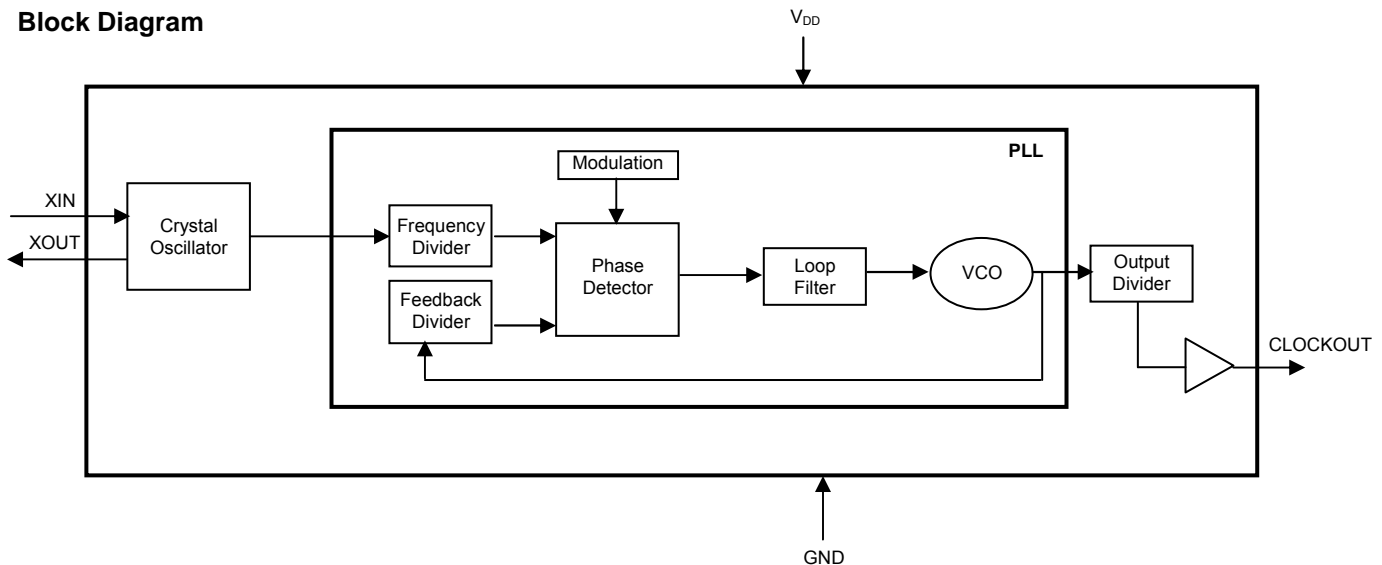 Block Diagram
VDD
PLL
Modulation
XIN
XOUT
Crystal
Oscillator
Frequency
Divider
Feedback
Divider
Phase
Detector
Loop
Filter
VCO
Output
Divider
CLOCKOUT
GND